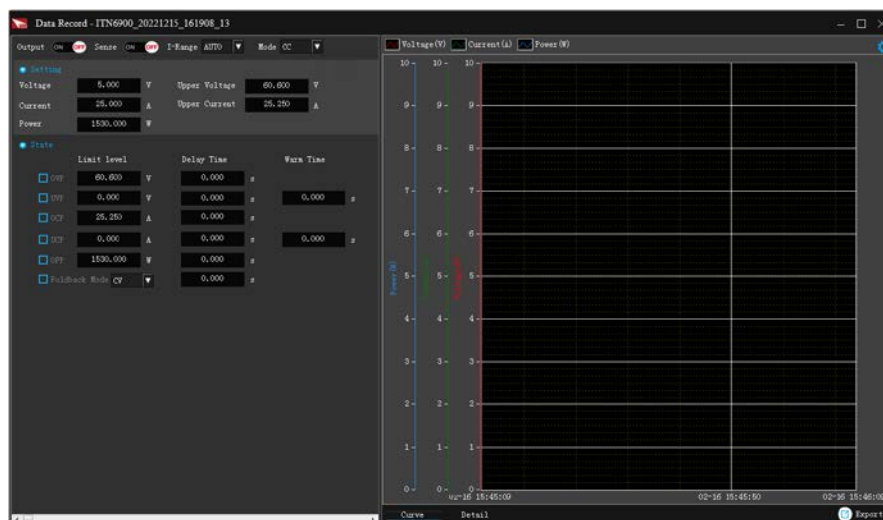 Data Record - ITN6900_20221215_161908_13
Output ON OFF Sense ON OFF I-Range AUTO Mode CC
Setting
Voltage 5.000 V Upper Voltage 60.600 V
Current 25.000 A Upper Current 25.250 A
Power 1530.000 W
State
Limit level Delay Time Warm Time
OVP 60.600 V 0.000 s
UVP 0.000 V 0.000 s 0.000 s
OCP 25.250 A 0.000 s
UCP 0.000 A 0.000 s 0.000 s
OPP 1530.000 W 0.000 s
Foldback Mode CV 0.000 s
Voltage(V) Current(A) Power(W)
10 10 10
9 9 9
8 8 8
7 7 7
6 6 6
Power(W)
5 5 5
4 4 4
3 3 3
2 2 2
1 1 1
0 0 0
02-16 15:45:09 02-16 15:45:50 02-16 15:46:09
Curve Detail Export